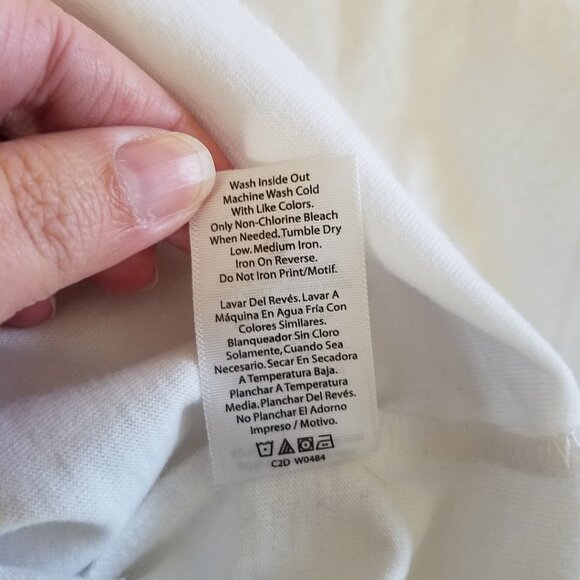 Wash Inside Out
Machine Wash Cold
With Like Colors.
Only Non-Chlorine Bleach
When Needed.Tumble Dry
Low. Medium Iron.
Iron On Reverse.
Do Not Iron Print/Motif.
Lavar Del Revés. Lavar A
Máquina En Agua Fría Con
Colores Similares.
Blanqueador Sin Cloro
Solamente, Cuando Sea
Necesario. Secar En Secadora
A Temperatura Baja.
Planchar A Temperatura
Media. Planchar Del Revés.
No Planchar El Adorno
Impreso / Motivo.
C2D W0484